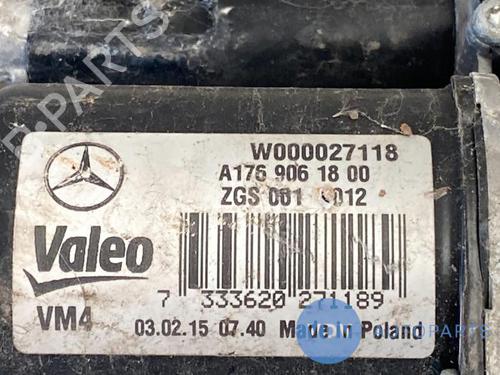 W000027118
A176 906 18 00
ZGS 001 012
Valeo
7 333620 271189
VM4 03.02.15 07.40 Made In Poland